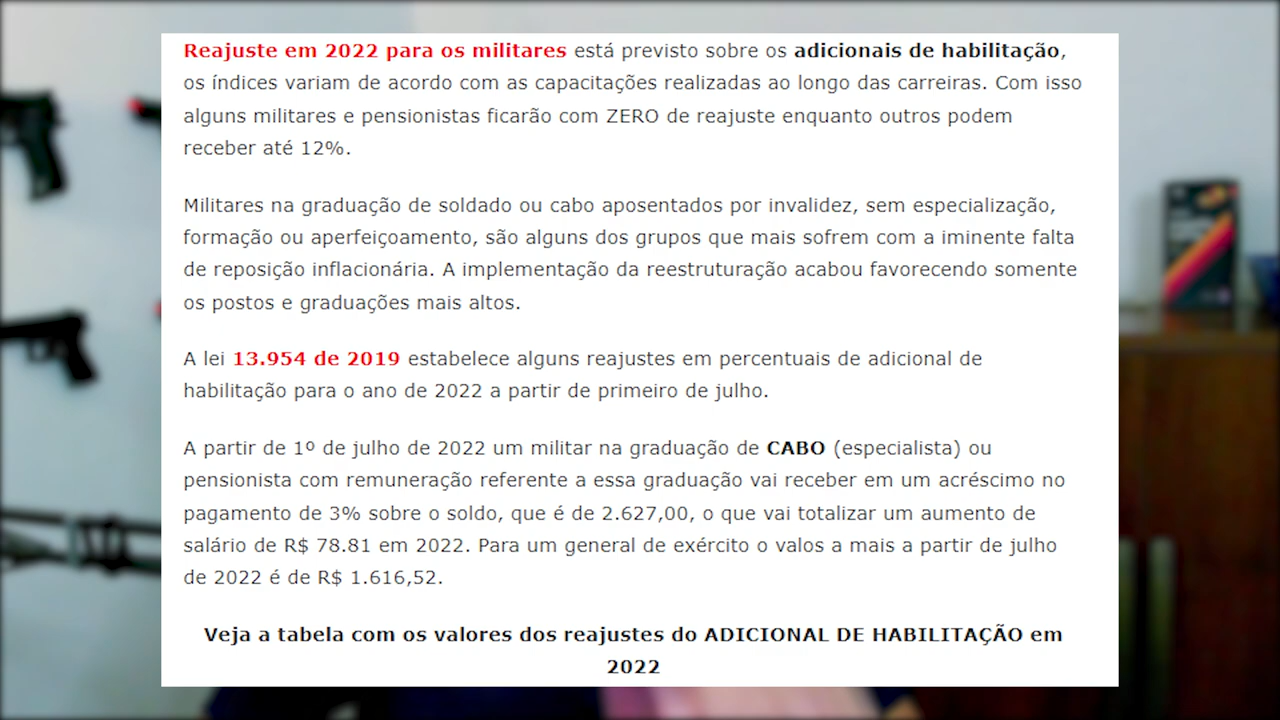 Reajuste em 2022 para os militares está previsto sobre os adicionais de habilitação,
os índices variam de acordo com as capacitações realizadas ao longo das carreiras. Com isso
alguns militares e pensionistas ficarão com ZERO de reajuste enquanto outros podem
receber até 12%.
Militares na graduação de soldado ou cabo aposentados por invalidez, sem especialização,
formação ou aperfeiçoamento, são alguns dos grupos que mais sofrem com a iminente falta
de reposição inflacionária. A implementação da reestruturação acabou favorecendo somente
os postos e graduações mais altos.
A lei 13.954 de 2019 estabelece alguns reajustes em percentuais de adicional de
habilitação para o ano de 2022 a partir de primeiro de julho.
A partir de 1º de julho de 2022 um militar na graduação de CABO (especialista) ou
pensionista com remuneração referente a essa graduação vai receber em um acréscimo no
pagamento de 3% sobre o soldo, que é de 2.627,00, o que vai totalizar um aumento de
salário de R$ 78.81 em 2022. Para um general de exército o valos a mais a partir de julho
de 2022 é de R$ 1.616,52.
Veja a tabela com os valores dos reajustes do ADICIONAL DE HABILITAÇÃO em
2022